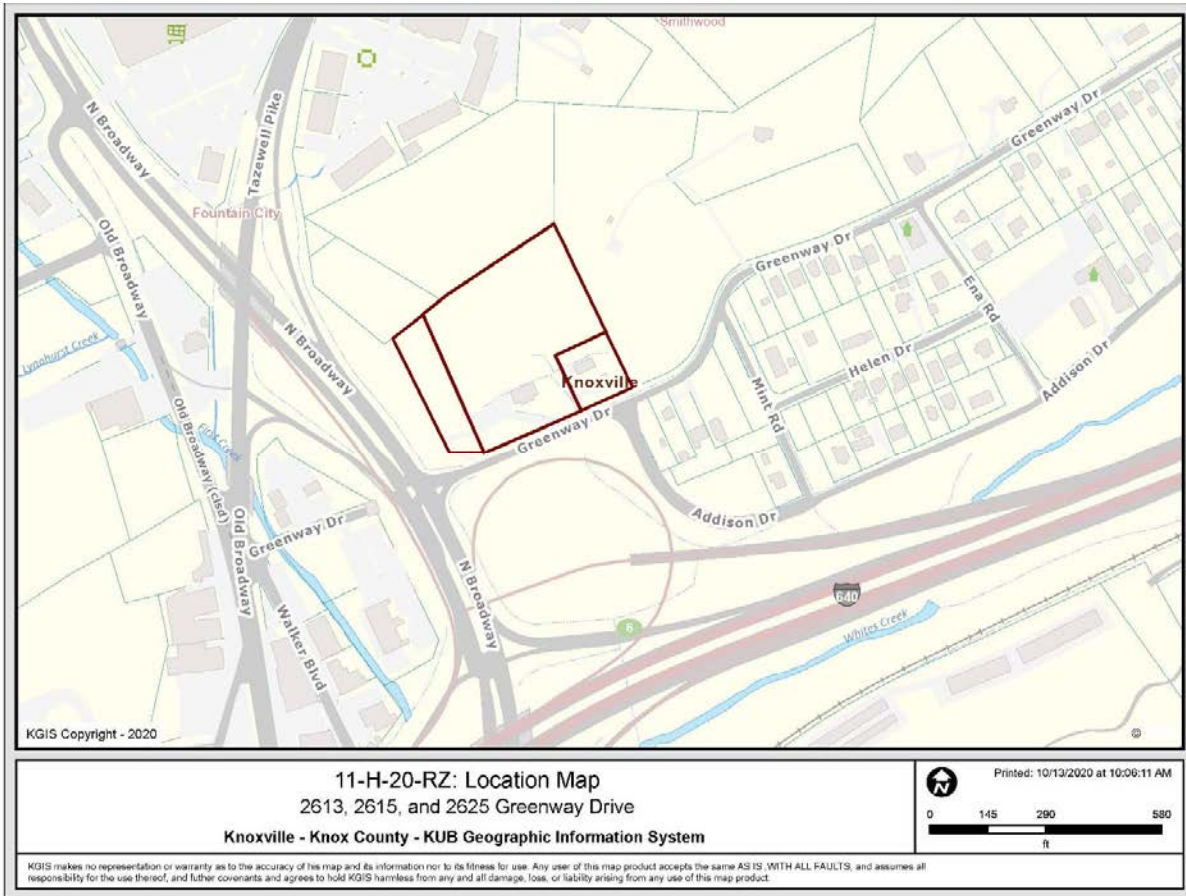 Smithwood
N Broadway
Tazewell Pike
Greenway Dr
Fountain City
Old Broadway
Greenway Dr
Ena Rd
N Broadway
Lynnhurst Creek
Helen Dr
Addison Dr
Knoxville
Mint Rd
Greenway Dr
Old Broadway (clsd)
First Creek
Addison Dr
Greenway Dr
Old Broadway
N Broadway
640
Walker Blvd
6
Whites Creek
KGIS Copyright - 2020
©
11-H-20-RZ: Location Map
2613, 2615, and 2625 Greenway Drive
Knoxville - Knox County - KUB Geographic Information System
N
Printed: 10/13/2020 at 10:06:11 AM
0 145 290 580
ft
KGIS makes no representation or warranty as to the accuracy of his map and its information nor to its fitness for use. Any user of this map product accepts the same AS IS ,WITH ALL FAULTS, and assumes all
responsibility for the use thereof, and futher covenants and agrees to hold KGIS harmless from any and all damage, loss, or liability arising from any use of this map product.